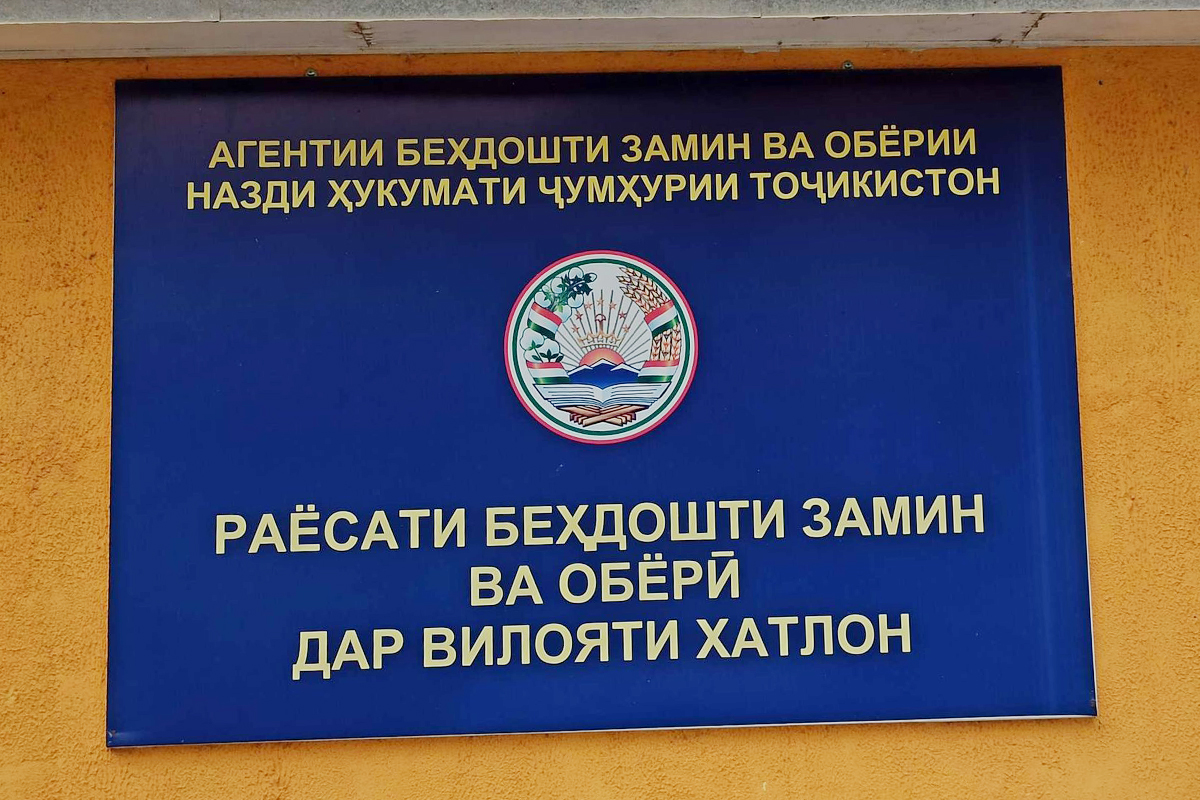 АГЕНТИИ БЕҲДОШТИ ЗАМИН ВА ОБЁРИИ
НАЗДИ ҲУКУМАТИ ҶУМҲУРИИ ТОҶИКИСТОН
РАЁСАТИ БЕҲДОШТИ ЗАМИН
ВА ОБЁРӢ
ДАР ВИЛОЯТИ ХАТЛОН